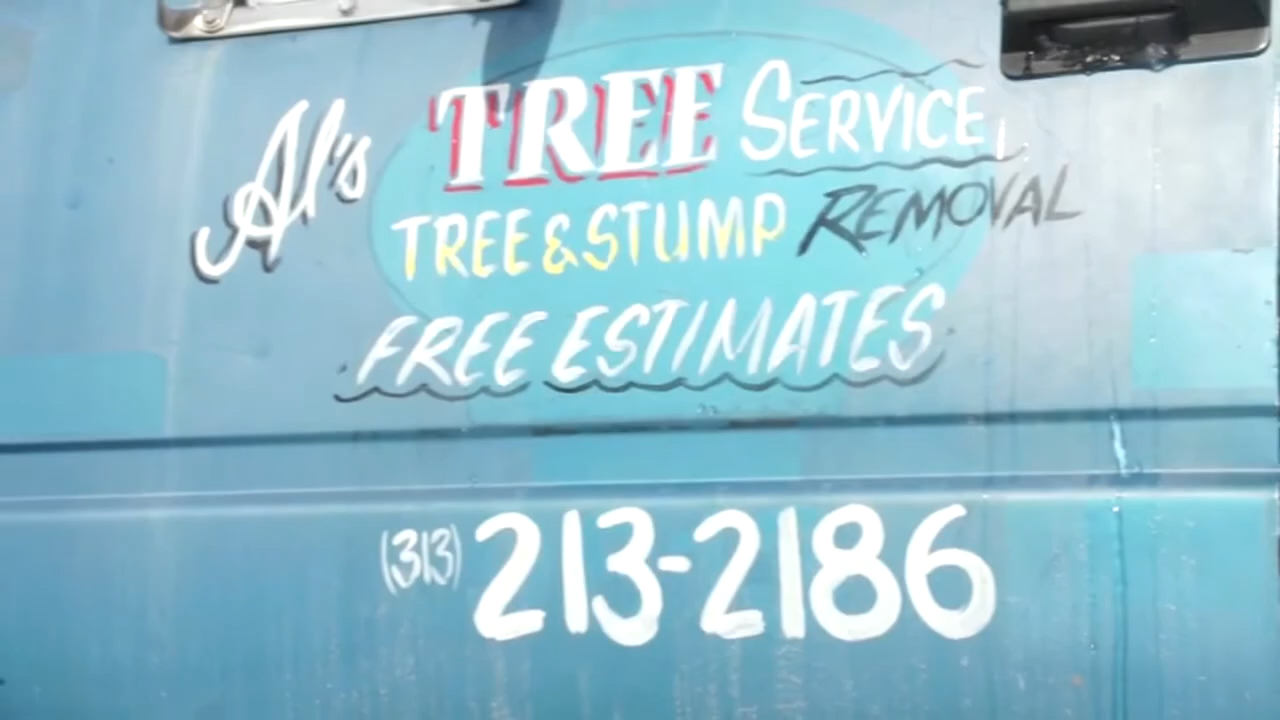 Al's TREE SERVICE,
TREE & STUMP REMOVAL
FREE ESTIMATES
(313) 213-2186